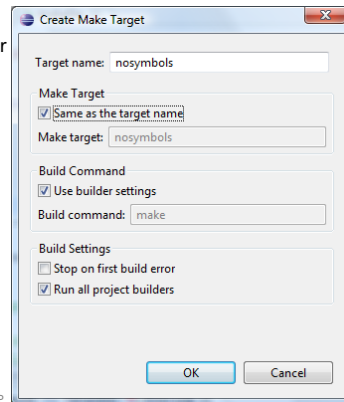 Create Make Target
r
Target name: nosymbols
Make Target
Same as the target name
Make target: nosymbols
Build Command
Use builder settings
Build command: make
Build Settings
Stop on first build error
Run all project builders
OK Cancel